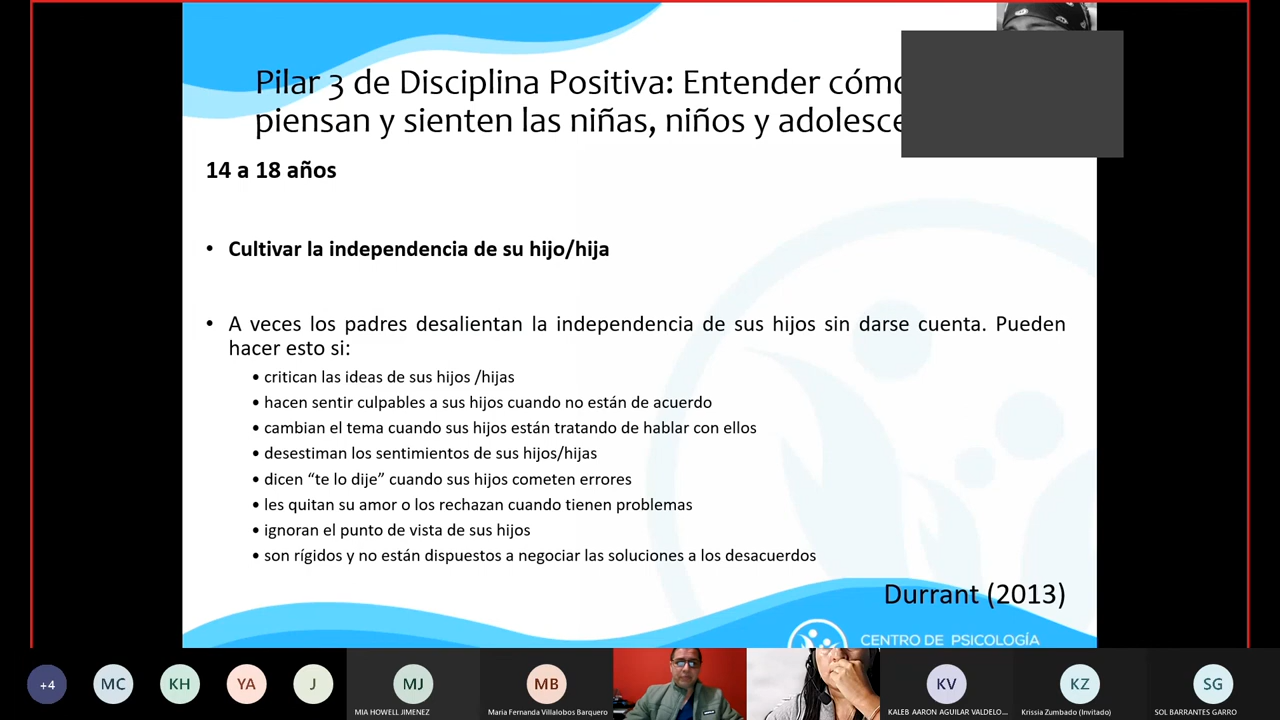 Pilar 3 de Disciplina Positiva: Entender
piensan y sienten las niñas, niños y
14 a 18 años
• Cultivar la independencia de su hijo/hija
• A veces los padres desalientan la independencia de sus hijos sin darse cuenta. Pueden
hacer esto si:
• critican las ideas de sus hijos /hijas
• hacen sentir culpables a sus hijos cuando no están de acuerdo
• cambian el tema cuando sus hijos están tratando de hablar con ellos
• desestiman los sentimientos de sus hijos/hijas
• dicen “te lo dije” cuando sus hijos cometen errores
• les quitan su amor o los rechazan cuando tienen problemas
• ignoran el punto de vista de sus hijos
• son rígidos y no están dispuestos a negociar las soluciones a los desacuerdos
Durrant (2013)
CENTRO DE PSICOLOGÍA
+4
MC
KH
YA
J
MJ
MIA HOWELL JIMENEZ
MB
Maria Fernanda Villalobos Barquero
KV
KALEB AARON AGUILAR VALDELO...
KZ
Krissia Zumbado (Invitado)
SG
SOL BARRANTES GARRO